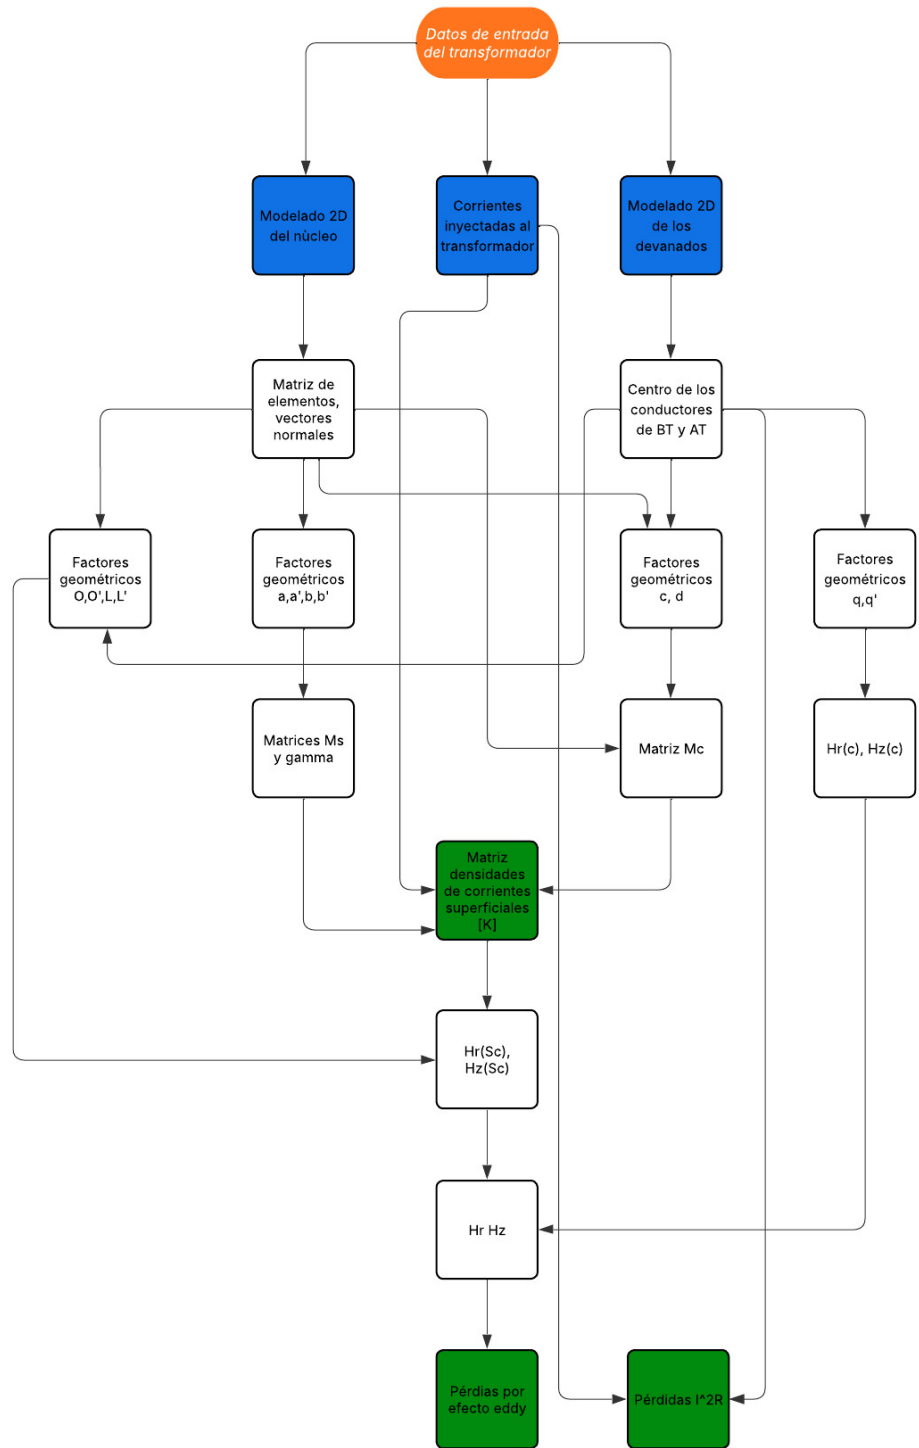 Datos de entrada
del transformador
Modelado 2D
del nùcleo
Corrientes
inyectadas al
transformador
Modelado 2D
de los
devanados
Matriz de
elementos,
vectores
normales
Centro de los
conductores
de BT y AT
Factores
geométricos
O,O',L,L'
Factores
geométricos
a,a',b,b'
Factores
geométricos
c, d
Factores
geométricos
q,q'
Matrices Ms
y gamma
Matriz Mc
Hr(c), Hz(c)
Matriz
densidades
de corrientes
superficiales
[K]
Hr(Sc),
Hz(Sc)
Hr Hz
Pérdias por
efecto eddy
Pérdidas I^2R